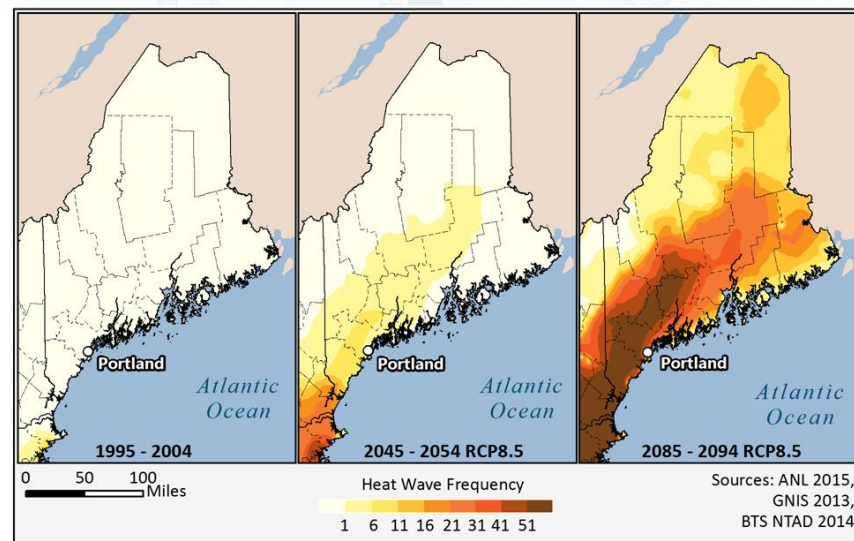 Portland
Atlantic
Ocean
1995 - 2004
Portland
Atlantic
Ocean
2045 - 2054 RCP8.5
Portland
Atlantic
Ocean
2085 - 2094 RCP8.5
0 50 100
Miles
Heat Wave Frequency
1 6 11 16 21 31 41 51
Sources: ANL 2015,
GNIS 2013,
BTS NTAD 2014